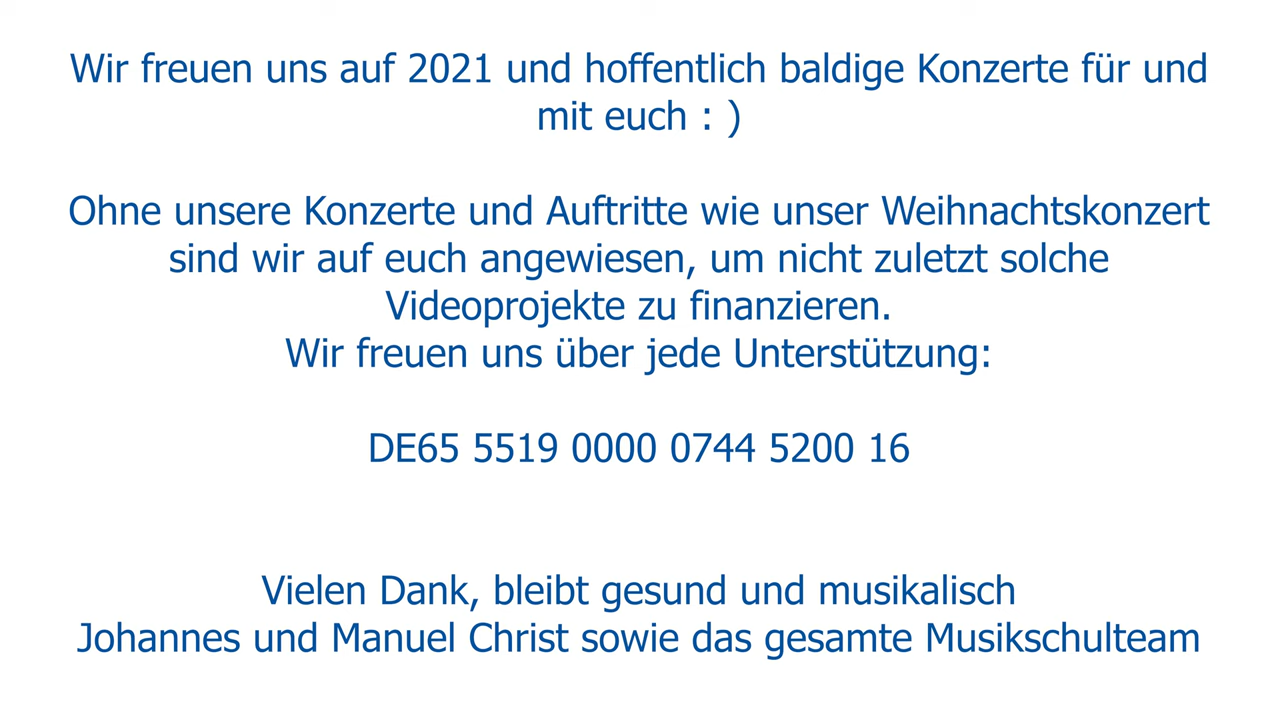 Wir freuen uns auf 2021 und hoffentlich baldige Konzerte für und
mit euch : )
Ohne unsere Konzerte und Auftritte wie unser Weihnachtskonzert
sind wir auf euch angewiesen, um nicht zuletzt solche
Videoprojekte zu finanzieren.
Wir freuen uns über jede Unterstützung:
DE65 5519 0000 0744 5200 16
Vielen Dank, bleibt gesund und musikalisch
Johannes und Manuel Christ sowie das gesamte Musikschulteam